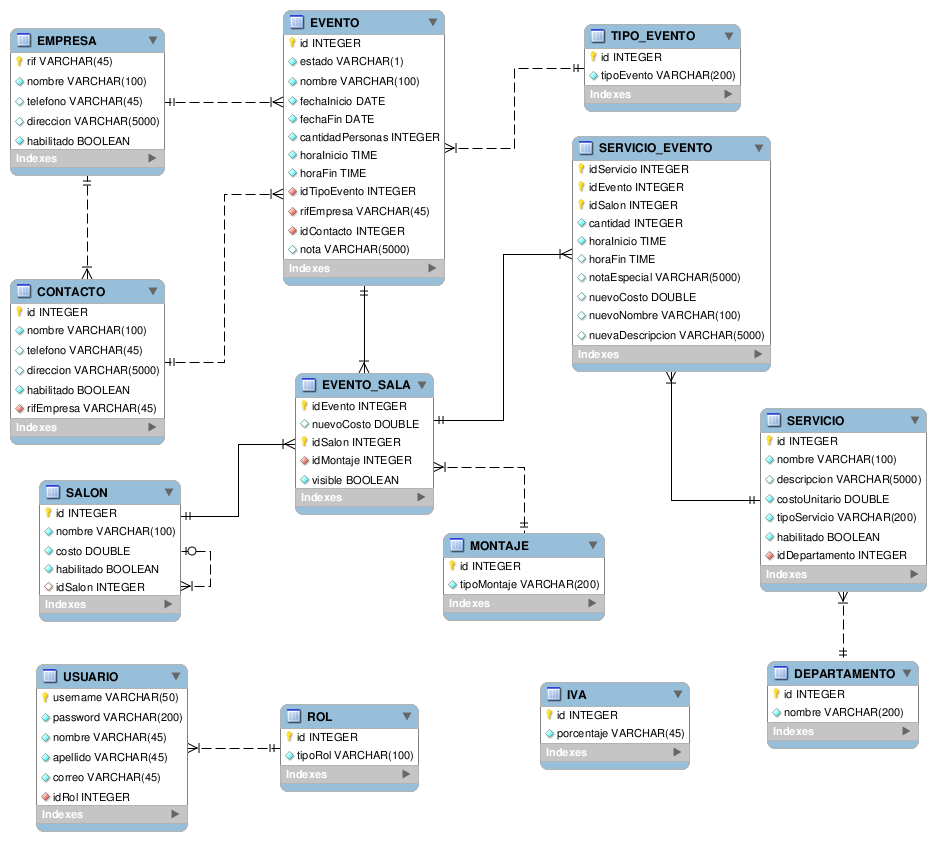 EMPRESA
rif VARCHAR(45)
nombre VARCHAR(100)
telefono VARCHAR(45)
direccion VARCHAR(5000)
habilitado BOOLEAN
Indexes
EVENTO
id INTEGER
estado VARCHAR(1)
nombre VARCHAR(100)
fechaInicio DATE
fechaFin DATE
cantidadPersonas INTEGER
horaInicio TIME
horaFin TIME
idTipoEvento INTEGER
rifEmpresa VARCHAR(45)
idContacto INTEGER
nota VARCHAR(5000)
Indexes
TIPO_EVENTO
id INTEGER
tipoEvento VARCHAR(200)
Indexes
SERVICIO_EVENTO
idServicio INTEGER
idEvento INTEGER
idSalon INTEGER
cantidad INTEGER
horaInicio TIME
horaFin TIME
notaEspecial VARCHAR(5000)
nuevoCosto DOUBLE
nuevoNombre VARCHAR(100)
nuevaDescripcion VARCHAR(5000)
Indexes
CONTACTO
id INTEGER
nombre VARCHAR(100)
telefono VARCHAR(45)
direccion VARCHAR(5000)
habilitado BOOLEAN
rifEmpresa VARCHAR(45)
Indexes
EVENTO_SALA
idEvento INTEGER
nuevoCosto DOUBLE
idSalon INTEGER
idMontaje INTEGER
visible BOOLEAN
Indexes
SERVICIO
id INTEGER
nombre VARCHAR(100)
descripcion VARCHAR(5000)
costoUnitario DOUBLE
tipoServicio VARCHAR(200)
habilitado BOOLEAN
idDepartamento INTEGER
Indexes
SALON
id INTEGER
nombre VARCHAR(100)
costo DOUBLE
habilitado BOOLEAN
idSalon INTEGER
Indexes
MONTAJE
id INTEGER
tipoMontaje VARCHAR(200)
Indexes
USUARIO
username VARCHAR(50)
password VARCHAR(200)
nombre VARCHAR(45)
apellido VARCHAR(45)
correo VARCHAR(45)
idRol INTEGER
Indexes
ROL
id INTEGER
tipoRol VARCHAR(100)
Indexes
IVA
id INTEGER
porcentaje VARCHAR(45)
Indexes
DEPARTAMENTO
id INTEGER
nombre VARCHAR(200)
Indexes